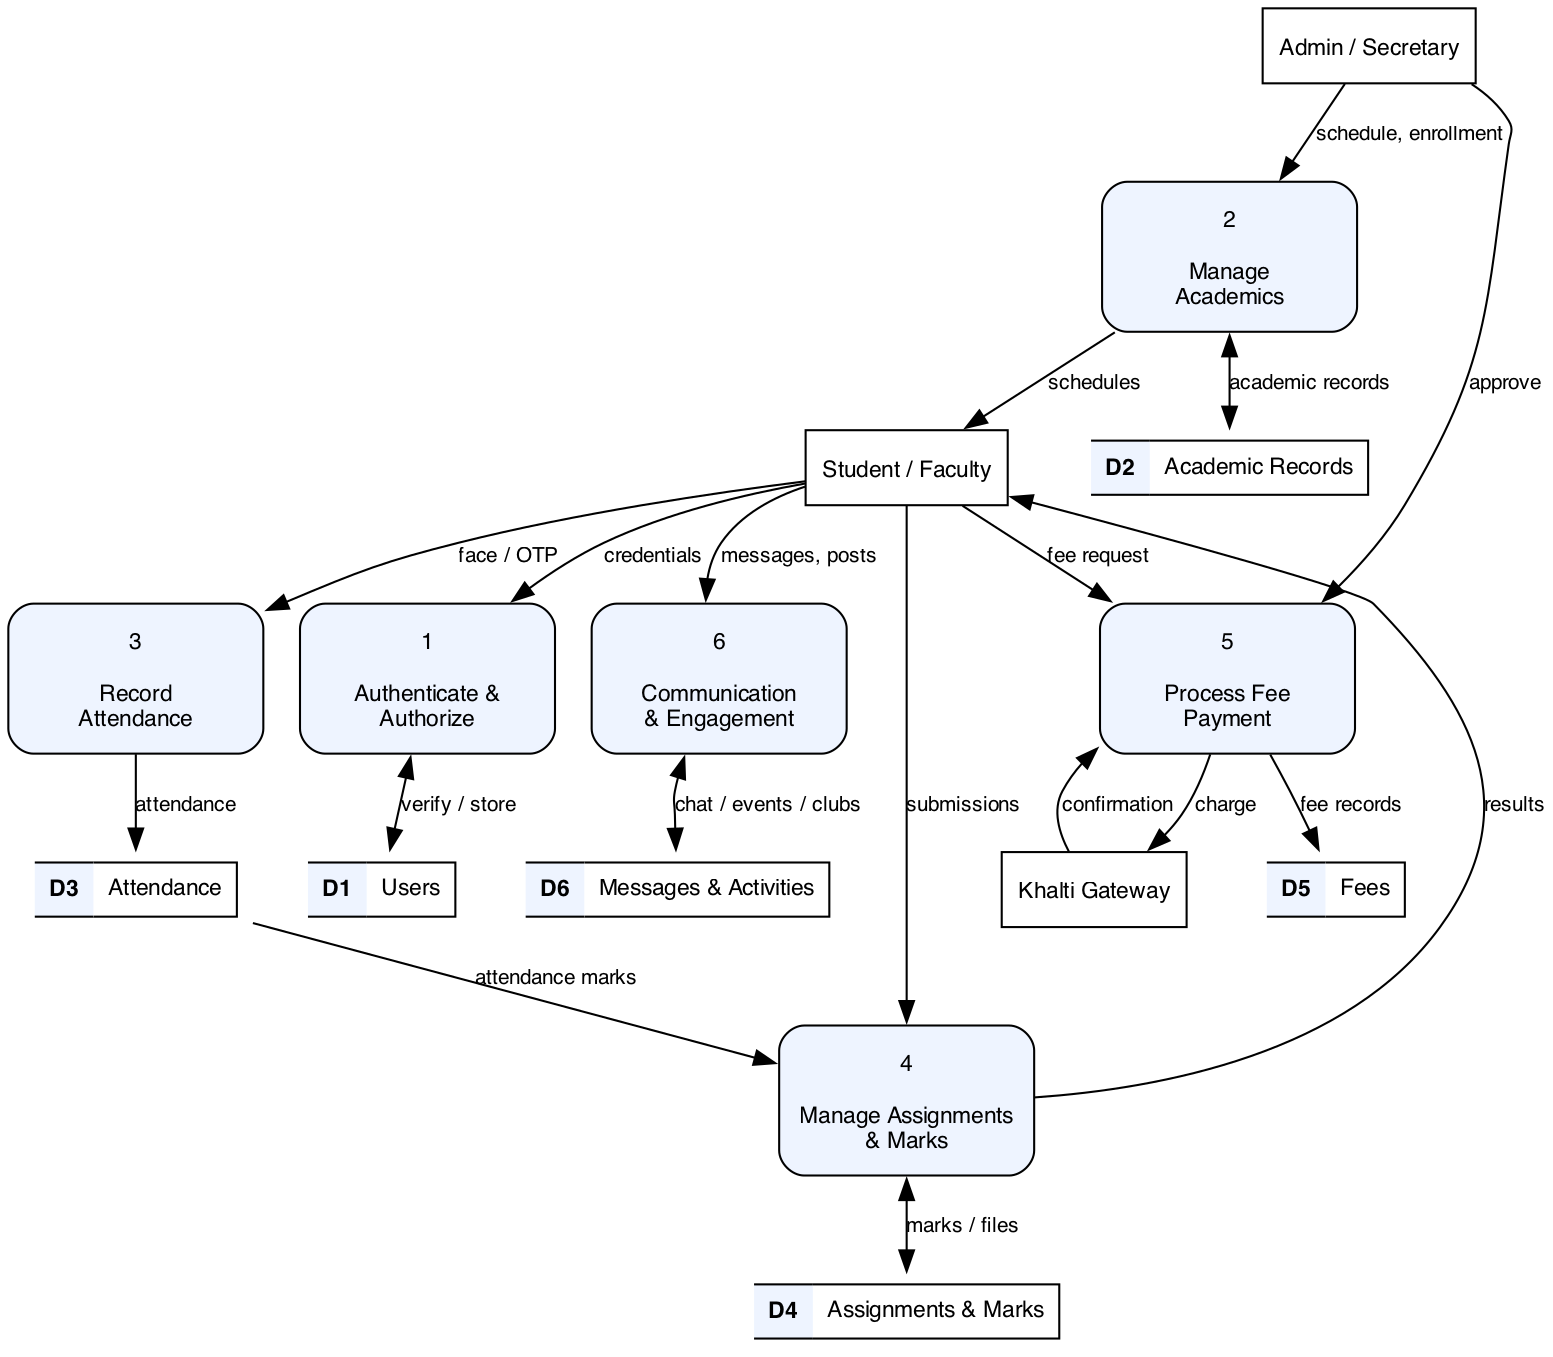 Admin / Secretary
schedule, enrollment
2
Manage
Academics
schedules
academic records
approve
Student / Faculty
D2 Academic Records
face / OTP
credentials
messages, posts
fee request
3
Record
Attendance
1
Authenticate &
Authorize
6
Communication
& Engagement
5
Process Fee
Payment
attendance
verify / store
chat / events / clubs
submissions
confirmation
charge
fee records
results
D3 Attendance
D1 Users
D6 Messages & Activities
Khalti Gateway
D5 Fees
attendance marks
4
Manage Assignments
& Marks
marks / files
D4 Assignments & Marks